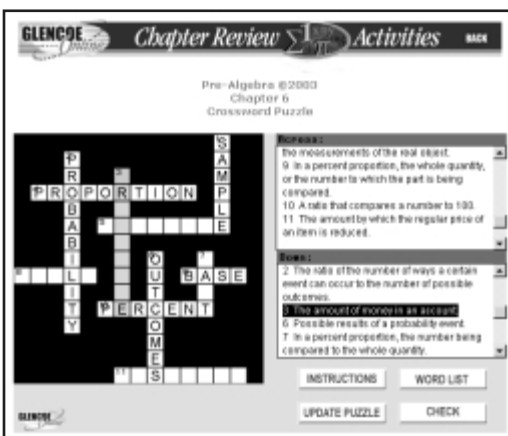 GLENCOE
Online
Chapter Review
Activities
BACK
Pre-Algebra ©2003
Chapter 6
Crossword Puzzle
SAMPLE
PROBABILITY
PROPORTION
OUTCOMES
BASE
PERCENT
Across:
the measurements of the real object.
9 In a percent proportion, the whole quantity,
or the number to which the part is being
compared.
10 A ratio that compares a number to 100.
11 The amount by which the regular price of
an item is reduced.
Down:
2 The ratio of the number of ways a certain
event can occur to the number of possible
outcomes.
3 The amount of money in an account.
6 Possible results of a probability event.
7 In a percent proportion, the number being
compared to the whole quantity.
INSTRUCTIONS
WORD LIST
UPDATE PUZZLE
CHECK
GLENCOE